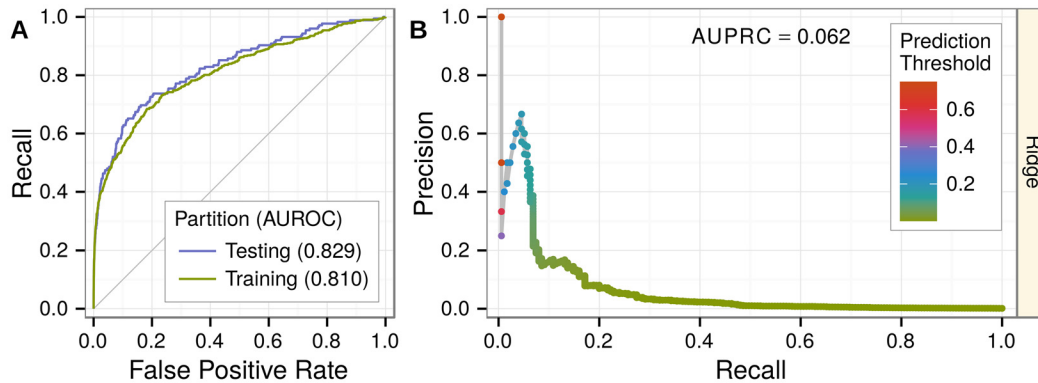 A
1.0
0.8
0.6
0.4
0.2
0.0
Recall
Partition (AUROC)
Testing (0.829)
Training (0.810)
0.0 0.2 0.4 0.6 0.8 1.0
False Positive Rate
B
AUPRC = 0.062
Prediction
Threshold
0.6
0.4
0.2
1.0
0.8
0.6
0.4
0.2
0.0
Precision
0.0 0.2 0.4 0.6 0.8 1.0
Recall
Ridge